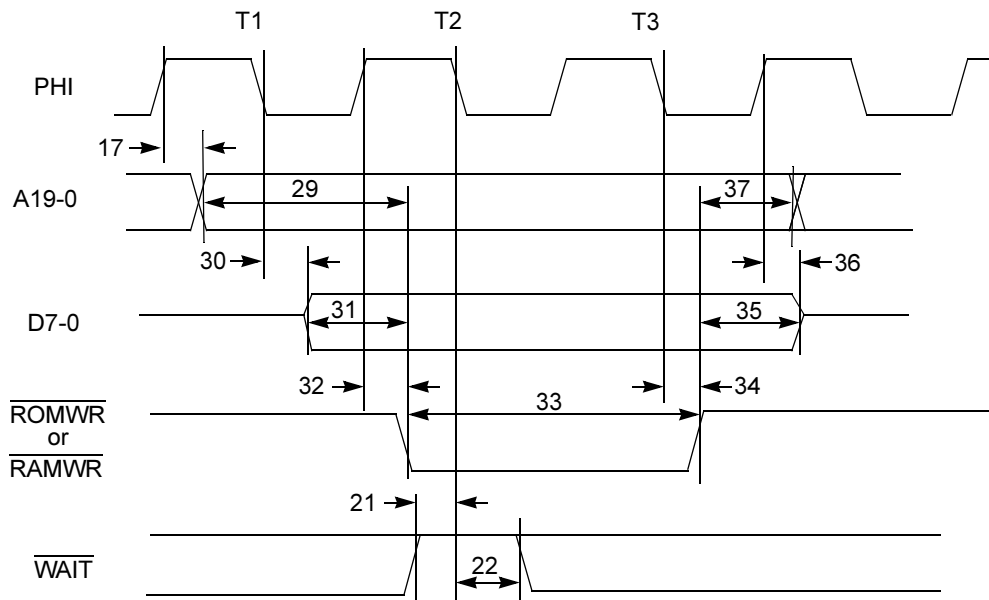 T1 T2 T3
PHI
17
A19-0
29 37
30 36
D7-0
31 35
32 33 34
ROMWR
or
RAMWR
21
WAIT
22